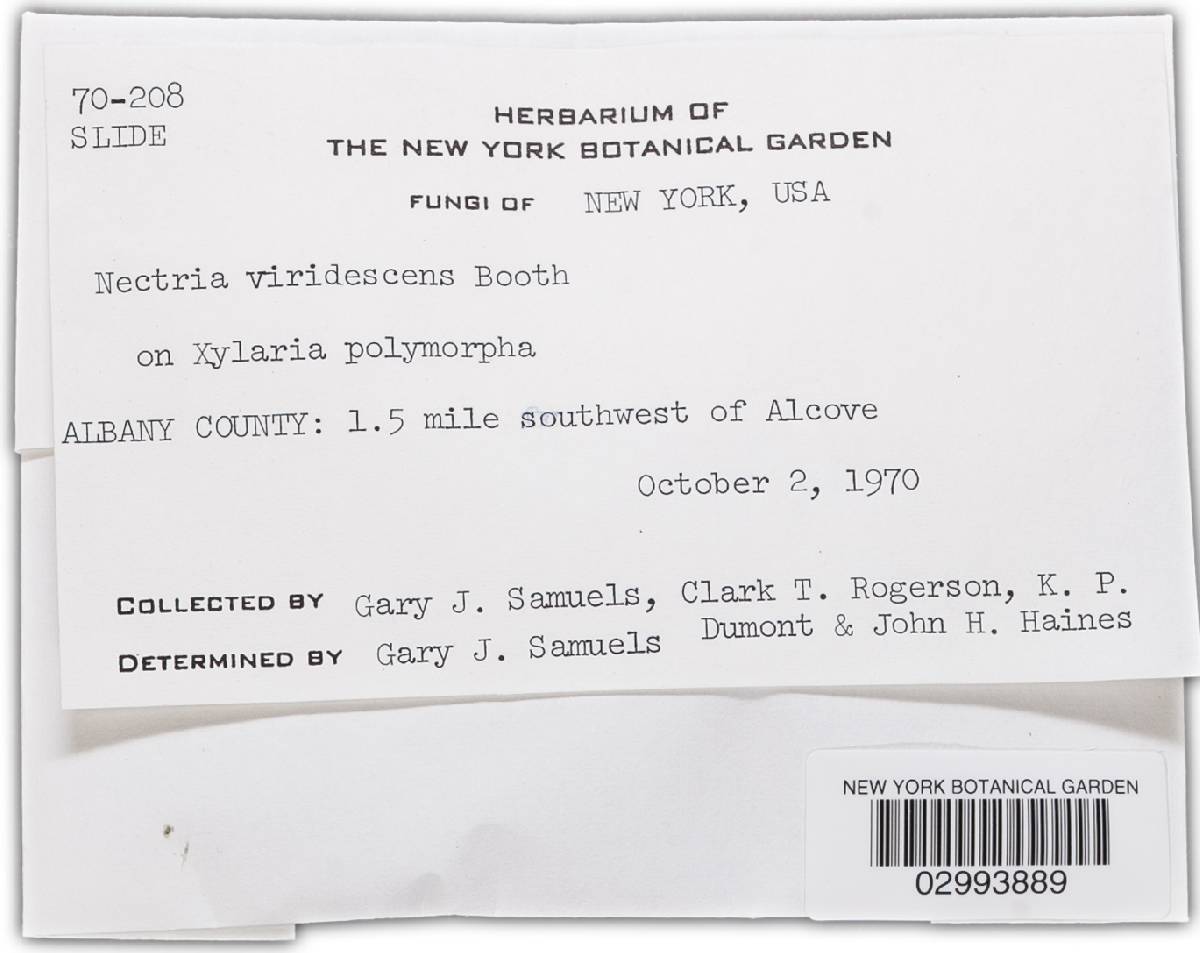 70-208
SLIDE
HERBARIUM OF
THE NEW YORK BOTANICAL GARDEN
FUNGI OF NEW YORK, USA
Nectria viridescens Booth
on Xylaria polymorpha
ALBANY COUNTY: 1.5 mile southwest of Alcove
October 2, 1970
COLLECTED BY Gary J. Samuels, Clark T. Rogerson, K. P.
Dumont & John H. Haines
DETERMINED BY Gary J. Samuels
NEW YORK BOTANICAL GARDEN
02993889